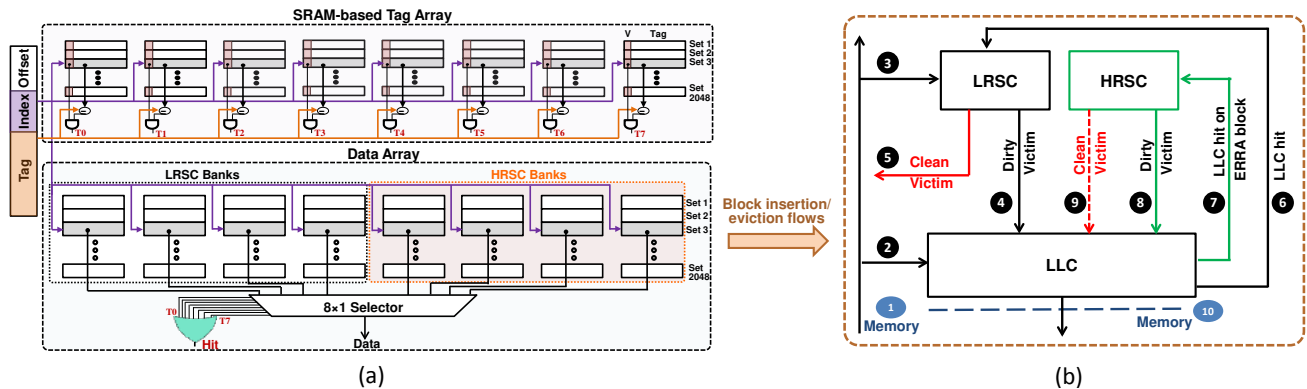 SRAM-based Tag Array
Offset
Index
Tag
V Tag
Set 1
Set 2
Set 3
Set 2048
T0 T1 T2 T3 T4 T5 T6 T7
Data Array
LRSC Banks
HRSC Banks
Set 1
Set 2
Set 3
Set 2048
8×1 Selector
T0
T7
Hit
Data
(a)
Block insertion/
eviction flows
3
LRSC
HRSC
5
Clean
Victim
Dirty
Victim
4
Clean
Victim
9
Dirty
Victim
8
LLC hit on
ERRA block
7
LLC hit
6
2
LLC
1
Memory
Memory
10
(b)